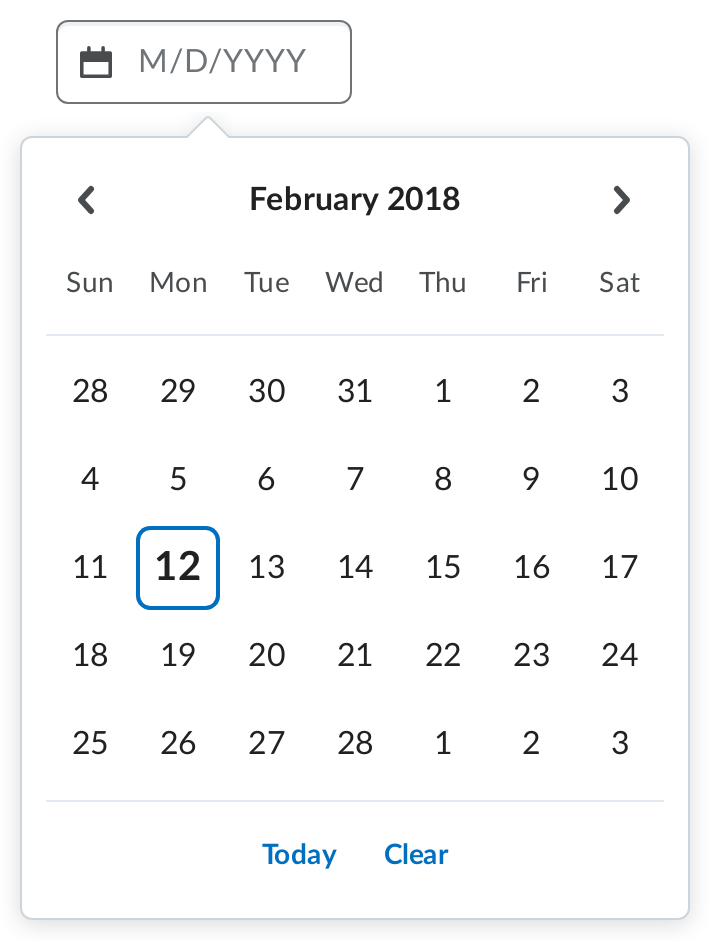 M/D/YYYY
February 2018
Sun Mon Tue Wed Thu Fri Sat
28 29 30 31 1 2 3
4 5 6 7 8 9 10
11 12 13 14 15 16 17
18 19 20 21 22 23 24
25 26 27 28 1 2 3
Today Clear